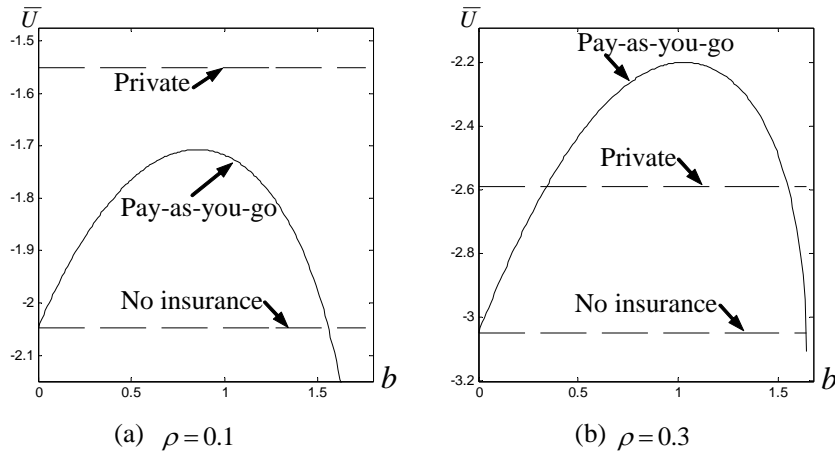 U̅
-1.5
-1.6
-1.7
-1.8
-1.9
-2
-2.1
0
0.5
1
1.5
b
Private
Pay-as-you-go
No insurance
(a) ρ = 0.1
U̅
-2.2
-2.4
-2.6
-2.8
-3
-3.2
0
0.5
1
1.5
b
Pay-as-you-go
Private
No insurance
(b) ρ = 0.3